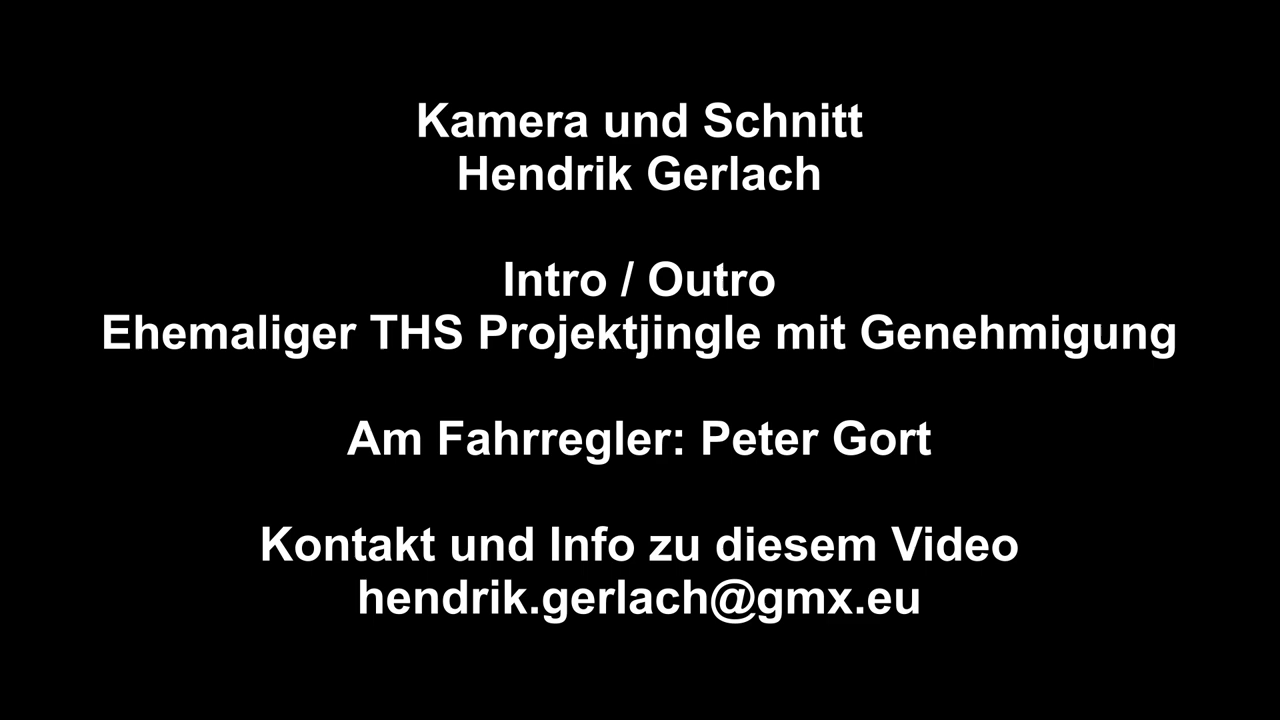 Kamera und Schnitt
Hendrik Gerlach
Intro / Outro
Ehemaliger THS Projektjingle mit Genehmigung
Am Fahrregler: Peter Gort
Kontakt und Info zu diesem Video
hendrik.gerlach@gmx.eu